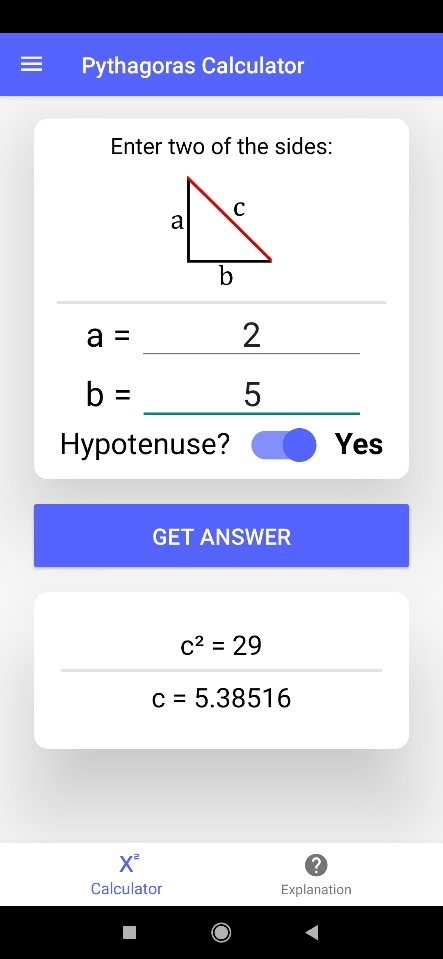 Pythagoras Calculator
Enter two of the sides:
a
c
b
a = 2
b = 5
Hypotenuse? Yes
GET ANSWER
c² = 29
c = 5.38516
X²
Calculator
?
Explanation